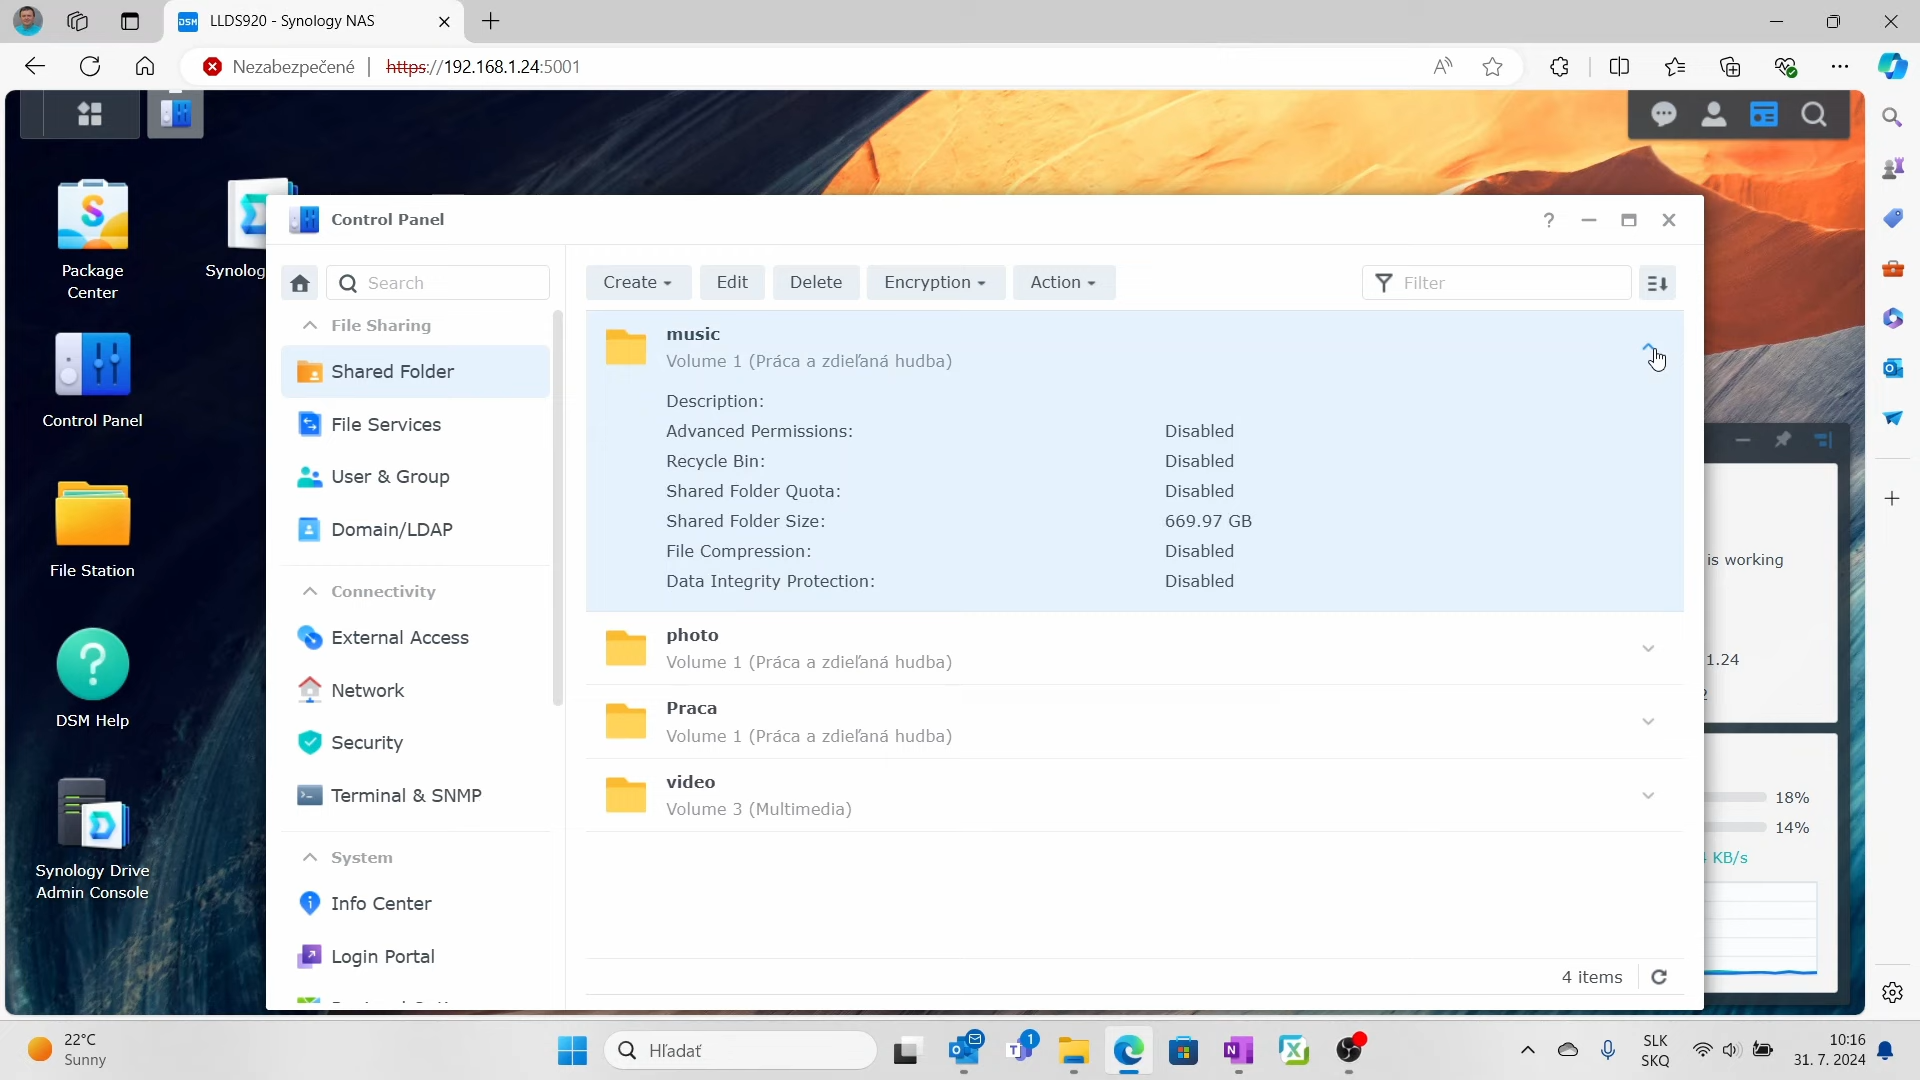 LLDS920 - Synology NAS
Nezabezpečené
https://192.168.1.24:5001
Package
Center
Synolog
Control Panel
File Station
DSM Help
Synology Drive
Admin Console
Control Panel
Search
File Sharing
Shared Folder
File Services
User & Group
Domain/LDAP
Connectivity
External Access
Network
Security
Terminal & SNMP
System
Info Center
Login Portal
Create
Edit
Delete
Encryption
Action
Filter
music
Volume 1 (Práca a zdieľaná hudba)
Description:
Advanced Permissions: Disabled
Recycle Bin: Disabled
Shared Folder Quota: Disabled
Shared Folder Size: 669.97 GB
File Compression: Disabled
Data Integrity Protection: Disabled
photo
Volume 1 (Práca a zdieľaná hudba)
Praca
Volume 1 (Práca a zdieľaná hudba)
video
Volume 3 (Multimedia)
4 items
is working
1.24
18%
14%
KB/s
22°C
Sunny
Hľadať
1
SLK
SKQ
10:16
31. 7. 2024